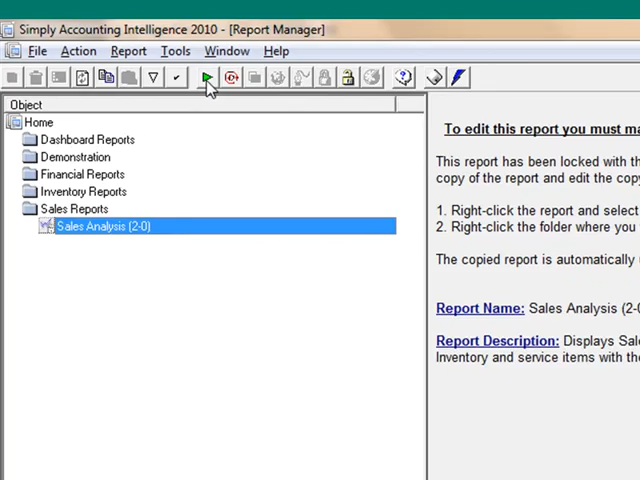 Simply Accounting Intelligence 2010 - [Report Manager]
File Action Report Tools Window Help
Object
Home
Dashboard Reports
Demonstration
Financial Reports
Inventory Reports
Sales Reports
Sales Analysis (2-0)
To edit this report you must ma
This report has been locked with th
copy of the report and edit the copy
1. Right-click the report and select
2. Right-click the folder where you
The copied report is automatically
Report Name: Sales Analysis (2-0
Report Description: Displays Sal
Inventory and service items with the